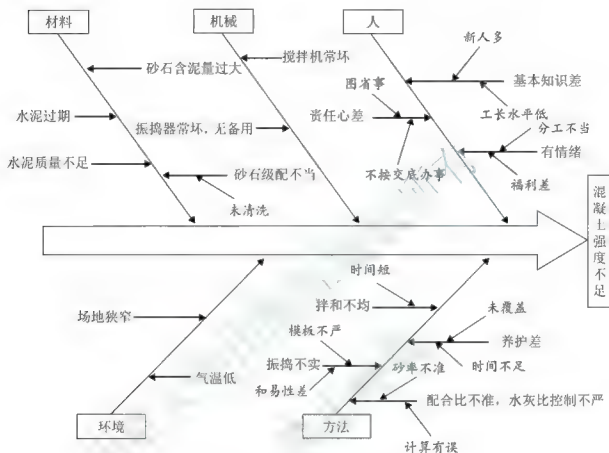 材料
机械
人
新人多
砂石含泥量过大
搅拌机常坏
图省事
基本知识差
水泥过期
振捣器常坏，无备用
责任心差
工长水平低
分工不当
水泥质量不足
砂石级配不当
不按交底办事
有情绪
福利差
未清洗
混凝土强度不足
时间短
场地狭窄
拌和不均
未覆盖
模板不严
养护差
振捣不实
砂率不准
时间不足
气温低
和易性差
配合比不准，水灰比控制不严
环境
方法
计算有误